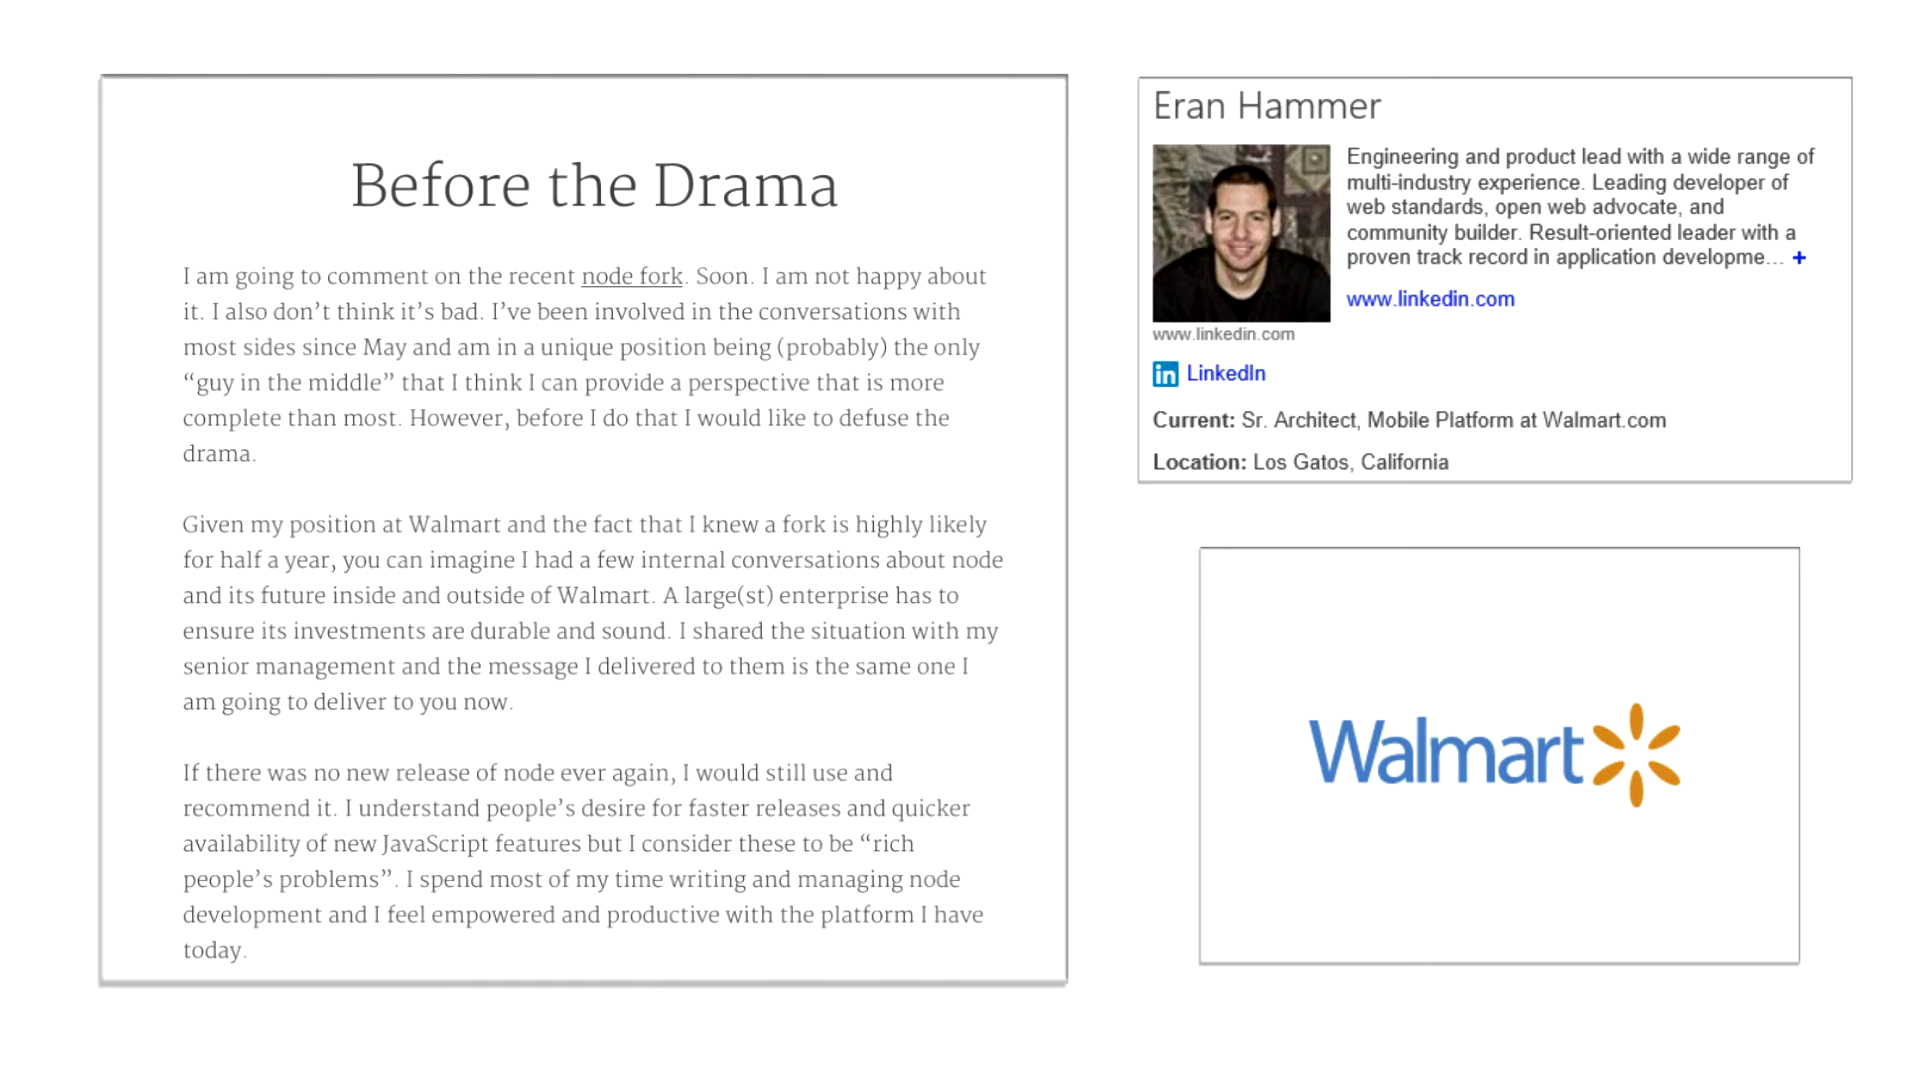 Before the Drama
I am going to comment on the recent node fork. Soon. I am not happy about
it. I also don’t think it’s bad. I’ve been involved in the conversations with
most sides since May and am in a unique position being (probably) the only
“guy in the middle” that I think I can provide a perspective that is more
complete than most. However, before I do that I would like to defuse the
drama.
Given my position at Walmart and the fact that I knew a fork is highly likely
for half a year, you can imagine I had a few internal conversations about node
and its future inside and outside of Walmart. A large(st) enterprise has to
ensure its investments are durable and sound. I shared the situation with my
senior management and the message I delivered to them is the same one I
am going to deliver to you now.
If there was no new release of node ever again, I would still use and
recommend it. I understand people’s desire for faster releases and quicker
availability of new JavaScript features but I consider these to be “rich
people’s problems”. I spend most of my time writing and managing node
development and I feel empowered and productive with the platform I have
today.
Eran Hammer
Engineering and product lead with a wide range of
multi-industry experience. Leading developer of
web standards, open web advocate, and
community builder. Result-oriented leader with a
proven track record in application developme... +
www.linkedin.com
www.linkedin.com
in LinkedIn
Current: Sr. Architect, Mobile Platform at Walmart.com
Location: Los Gatos, California
Walmart